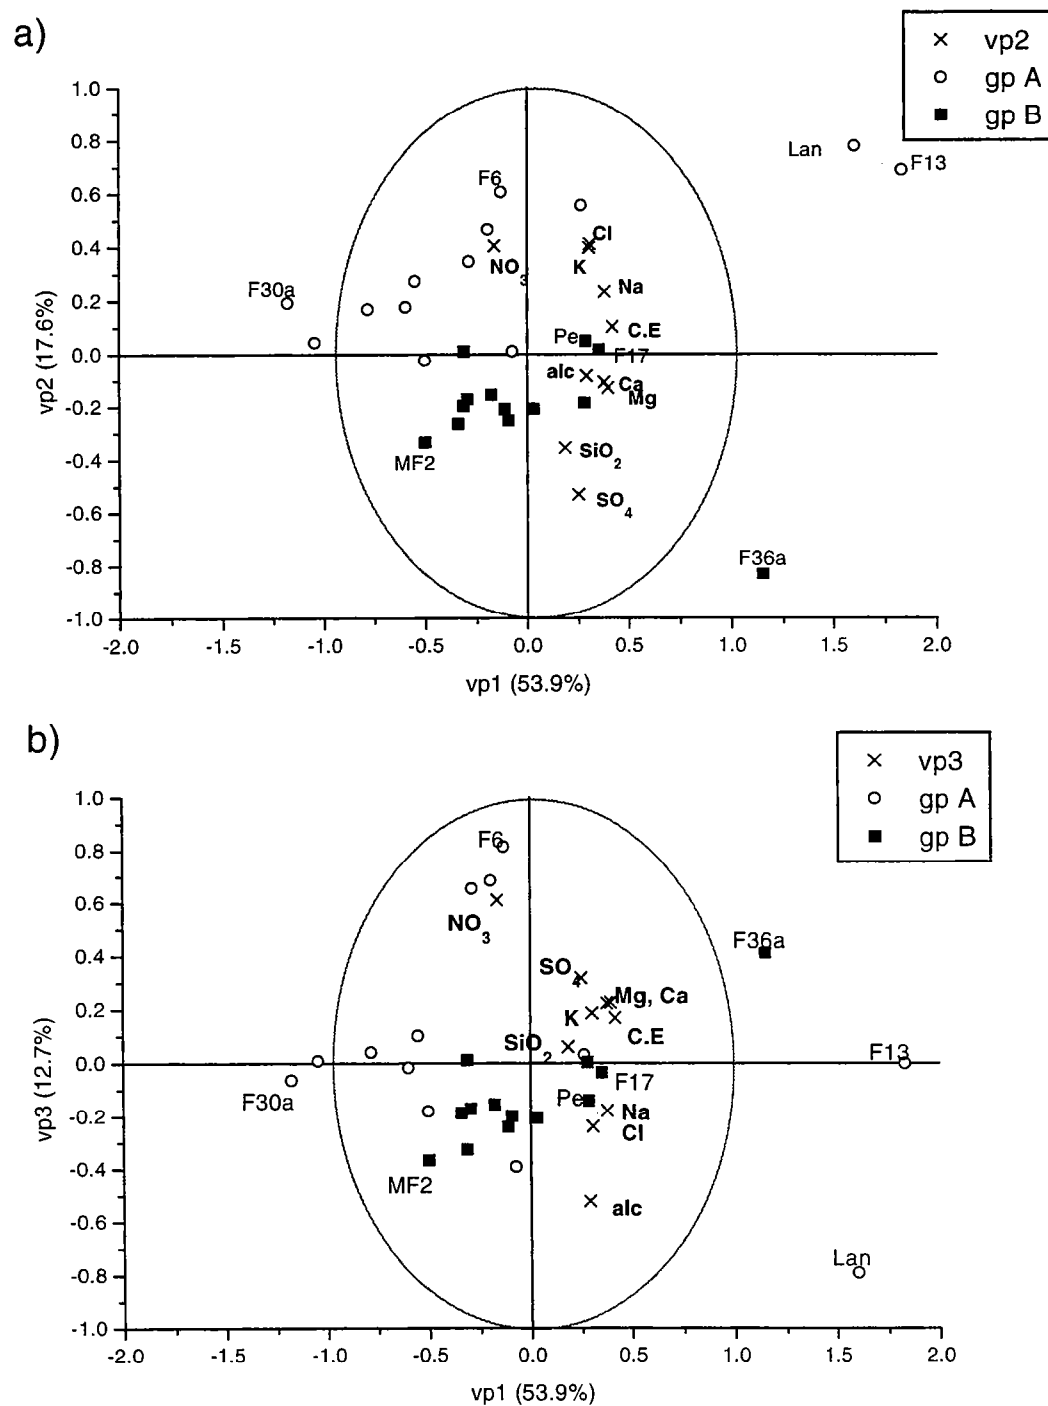 a)
vp2
gp A
gp B
1.0
0.8
0.6
0.4
0.2
0.0
-0.2
-0.4
-0.6
-0.8
-1.0
vp2 (17.6%)
Lan
F13
F6
Cl
NO3
K
Na
F30a
C.E
Pe
F17
alc
Ca
Mg
MF2
SiO2
SO4
F36a
-2.0 -1.5 -1.0 -0.5 0.0 0.5 1.0 1.5 2.0
vp1 (53.9%)
b)
vp3
gp A
gp B
1.0
0.8
0.6
0.4
0.2
0.0
-0.2
-0.4
-0.6
-0.8
-1.0
vp3 (12.7%)
F6
NO3
F36a
SO4
Mg, Ca
K
C.E
SiO2
F13
F17
F30a
Pe
Na
Cl
MF2
alc
Lan
-2.0 -1.5 -1.0 -0.5 0.0 0.5 1.0 1.5 2.0
vp1 (53.9%)